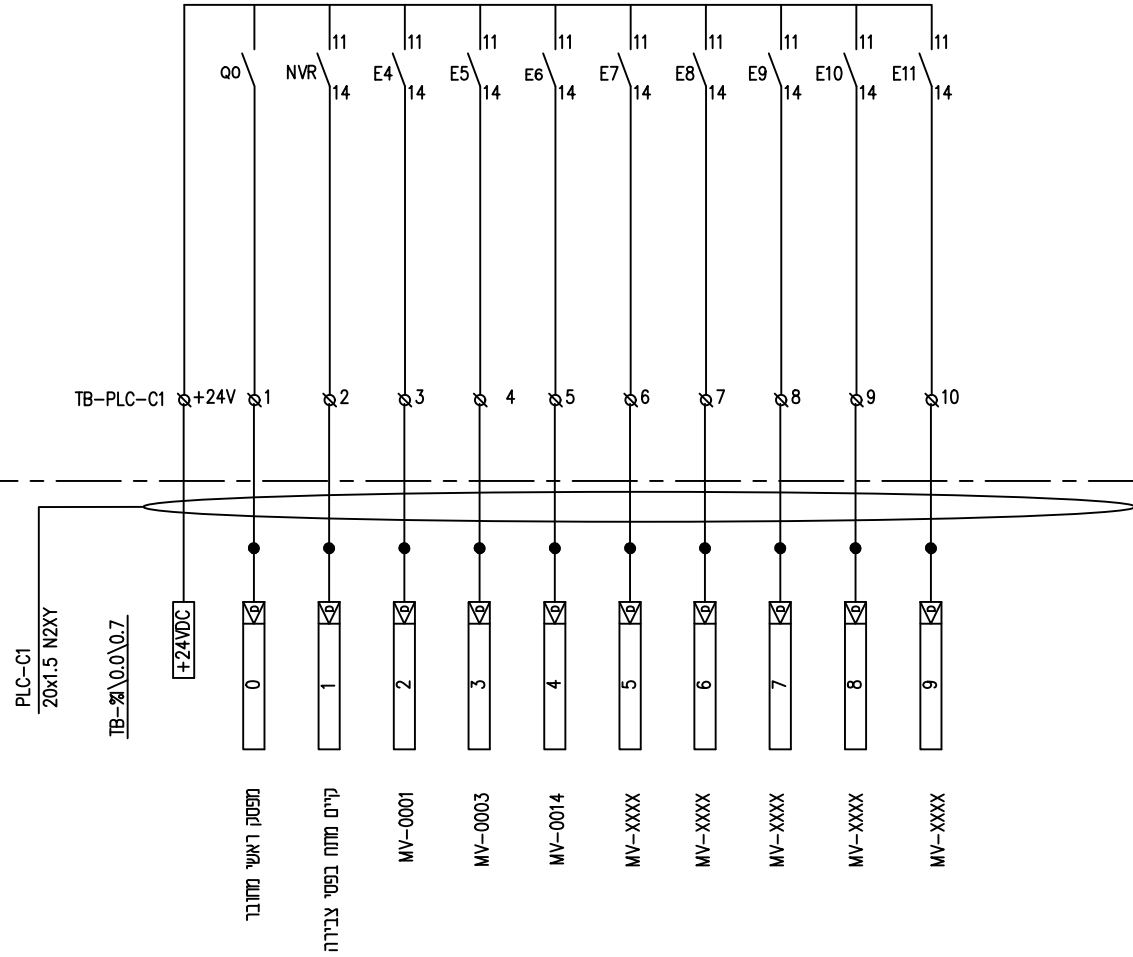 11 11 11 11 11 11 11 11 11
Q0 NVR E4 E5 E6 E7 E8 E9 E10 E11
14 14 14 14 14 14 14 14 14
TB-PLC-C1 +24V 1 2 3 4 5 6 7 8 9 10
PLC-C1
20x1.5 N2XY
+24VDC
D D D D D D D D D D
0 1 2 3 4 5 6 7 8 9
מפסק ראשי מחובר
קיים מתח בפסי צבירה
MV-0001
MV-0003
MV-0014
MV-XXXX
MV-XXXX
MV-XXXX
MV-XXXX
MV-XXXX